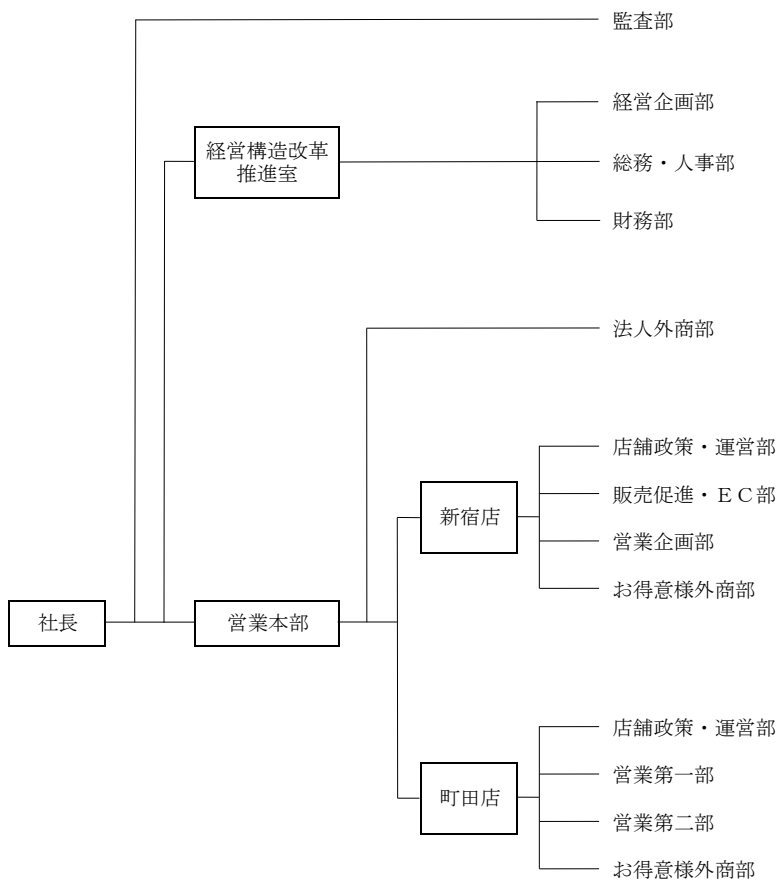 監査部
経営企画部
経営構造改革
推進室
総務・人事部
財務部
法人外商部
店舗政策・運営部
販売促進・ＥＣ部
新宿店
営業企画部
お得意様外商部
社長
営業本部
店舗政策・運営部
営業第一部
町田店
営業第二部
お得意様外商部